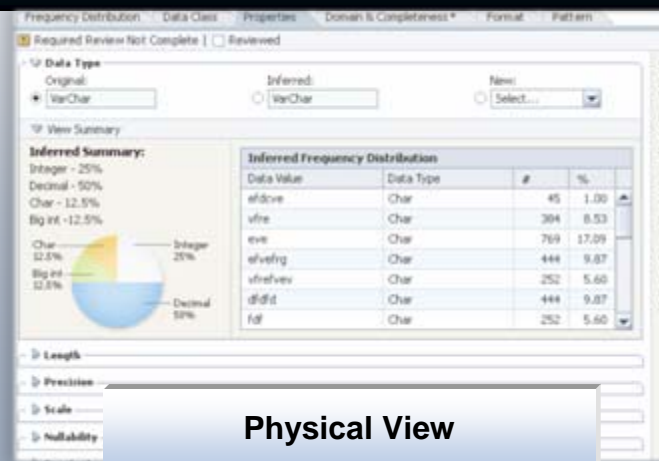 Frequency Distribution Data Class Properties Domain & Completeness * Format Pattern
Required Review Not Complete | Reviewed
Data Type
Original: Inferred: New:
VarChar VarChar Select...
View Summary
Inferred Summary:
Integer - 25%
Decimal - 50%
Char - 12.5%
Big int -12.5%
Char 12.5%
Big int 12.5%
Integer 25%
Decimal 50%
Inferred Frequency Distribution
Data Value Data Type # %
efdcve Char 45 1.00
vfre Char 384 8.53
eve Char 769 17.09
efvefrg Char 444 9.87
vfrefvev Char 252 5.60
dfdfd Char 444 9.87
fdf Char 252 5.60
Length
Precision
Scale
Nullability
Physical View